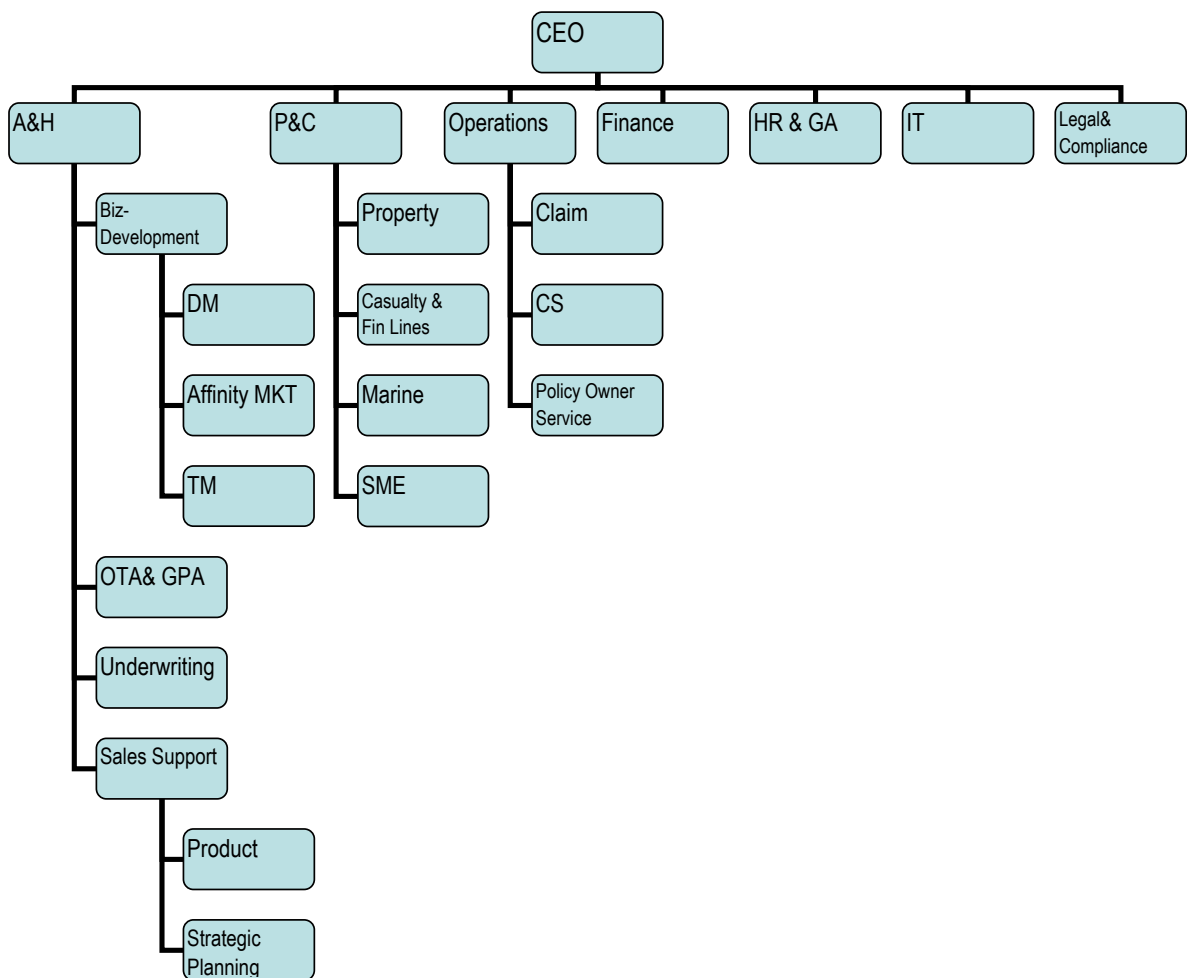 CEO
A&H
P&C
Operations
Finance
HR & GA
IT
Legal&
Compliance
Biz-
Development
DM
Affinity MKT
TM
OTA& GPA
Underwriting
Sales Support
Product
Strategic
Planning
Property
Casualty &
Fin Lines
Marine
SME
Claim
CS
Policy Owner
Service